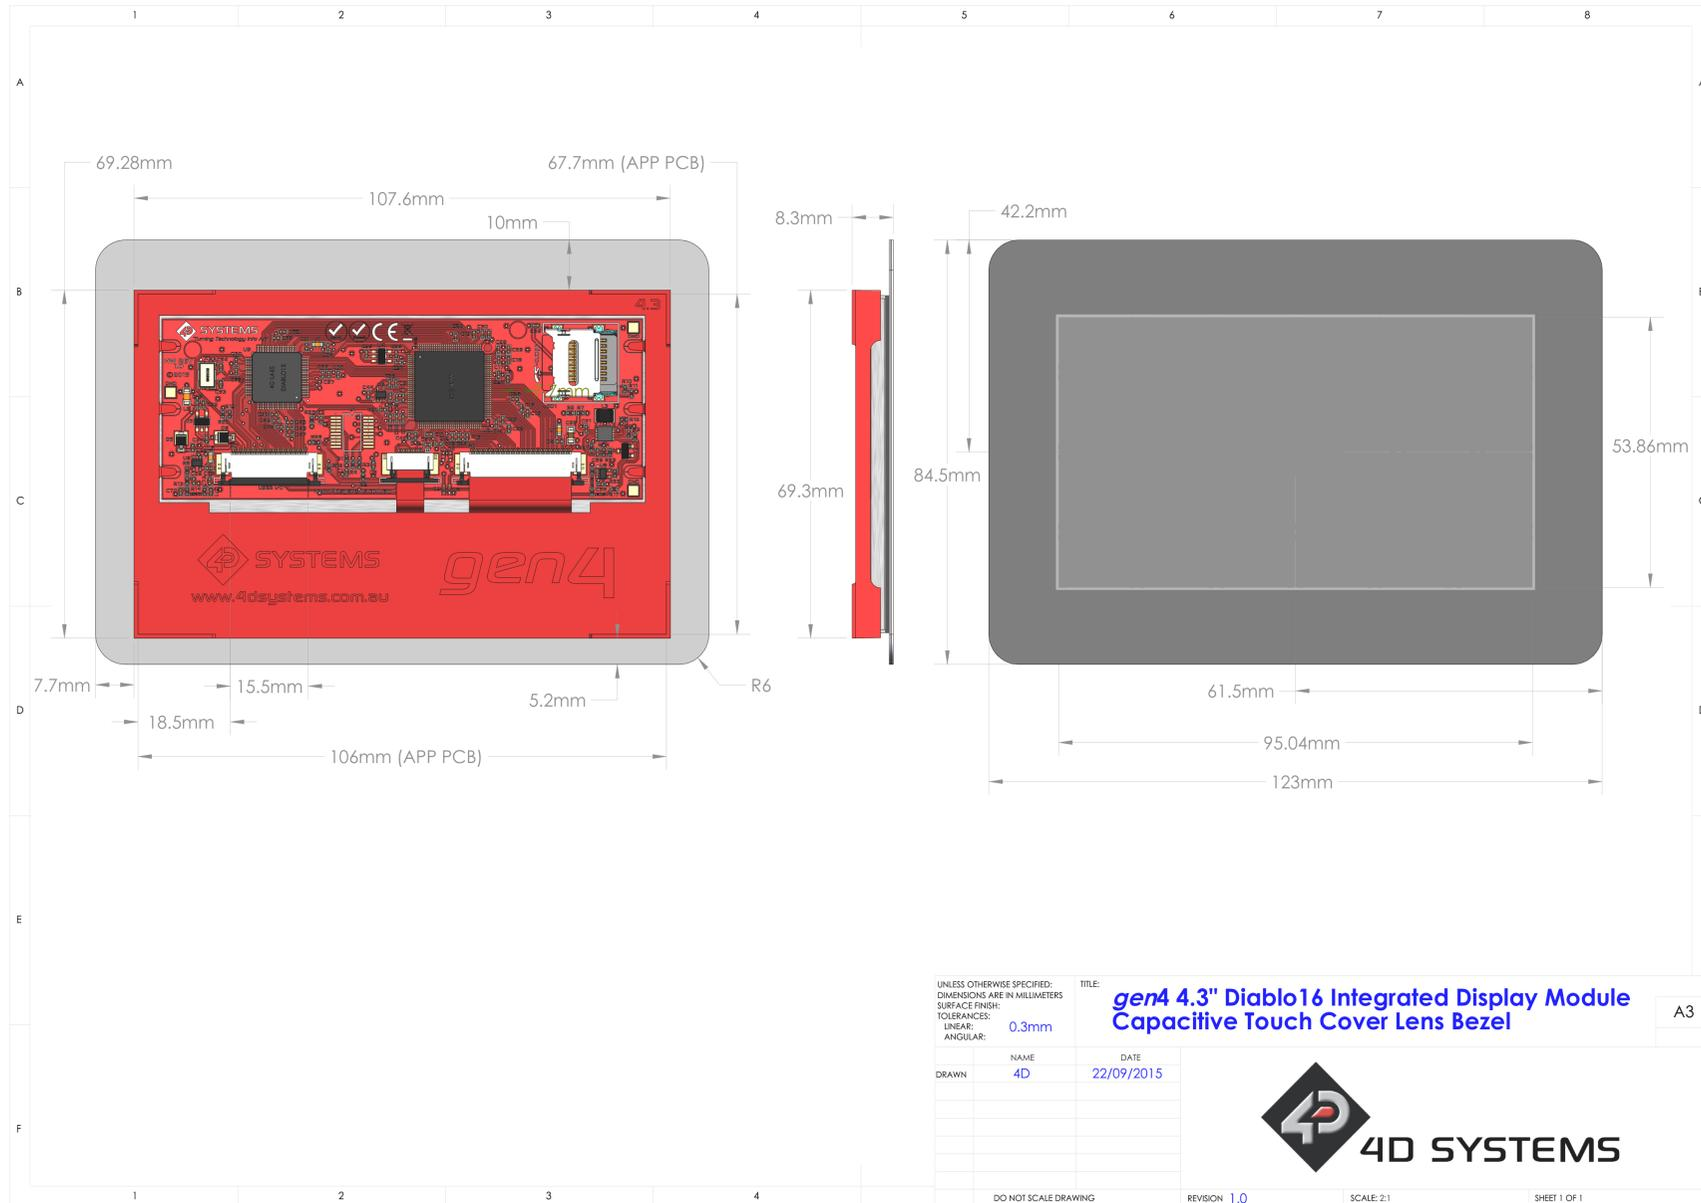 1 2 3 4 5 6 7 8
A
B
C
D
E
F
69.28mm
67.7mm (APP PCB)
107.6mm
10mm
8.3mm
42.2mm
4.3
SYSTEMS
Turning Technology into Art
CE
69.3mm
84.5mm
53.86mm
4D SYSTEMS
gen4
www.4dsystems.com.au
7.7mm
15.5mm
5.2mm
R6
18.5mm
106mm (APP PCB)
61.5mm
95.04mm
123mm
UNLESS OTHERWISE SPECIFIED:
DIMENSIONS ARE IN MILLIMETERS
SURFACE FINISH:
TOLERANCES:
LINEAR: 0.3mm
ANGULAR:
TITLE:
gen4 4.3" Diablo16 Integrated Display Module
Capacitive Touch Cover Lens Bezel
A3
NAME DATE
DRAWN 4D 22/09/2015
4D SYSTEMS
DO NOT SCALE DRAWING
REVISION 1.0
SCALE: 2:1
SHEET 1 OF 1
1 2 3 4